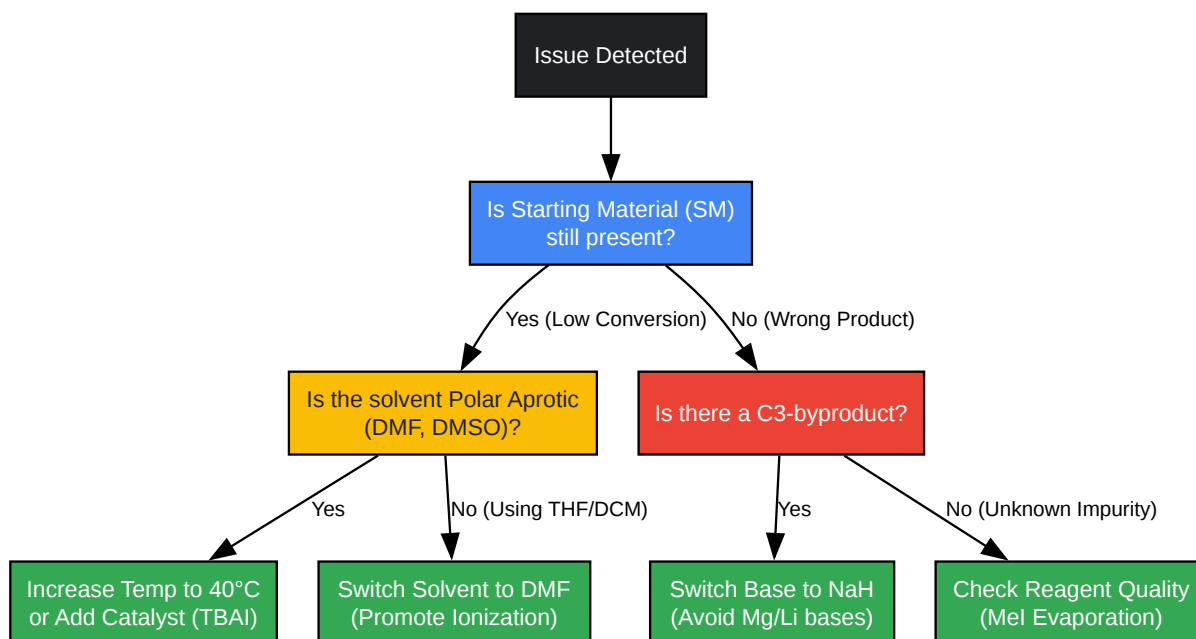 Issue Detected
Is Starting Material (SM)
still present?
Yes (Low Conversion)
No (Wrong Product)
Is the solvent Polar Aprotic
(DMF, DMSO)?
Is there a C3-byproduct?
Yes
No (Using THF/DCM)
Yes
No (Unknown Impurity)
Increase Temp to 40°C
or Add Catalyst (TBAI)
Switch Solvent to DMF
(Promote Ionization)
Switch Base to NaH
(Avoid Mg/Li bases)
Check Reagent Quality
(MeI Evaporation)